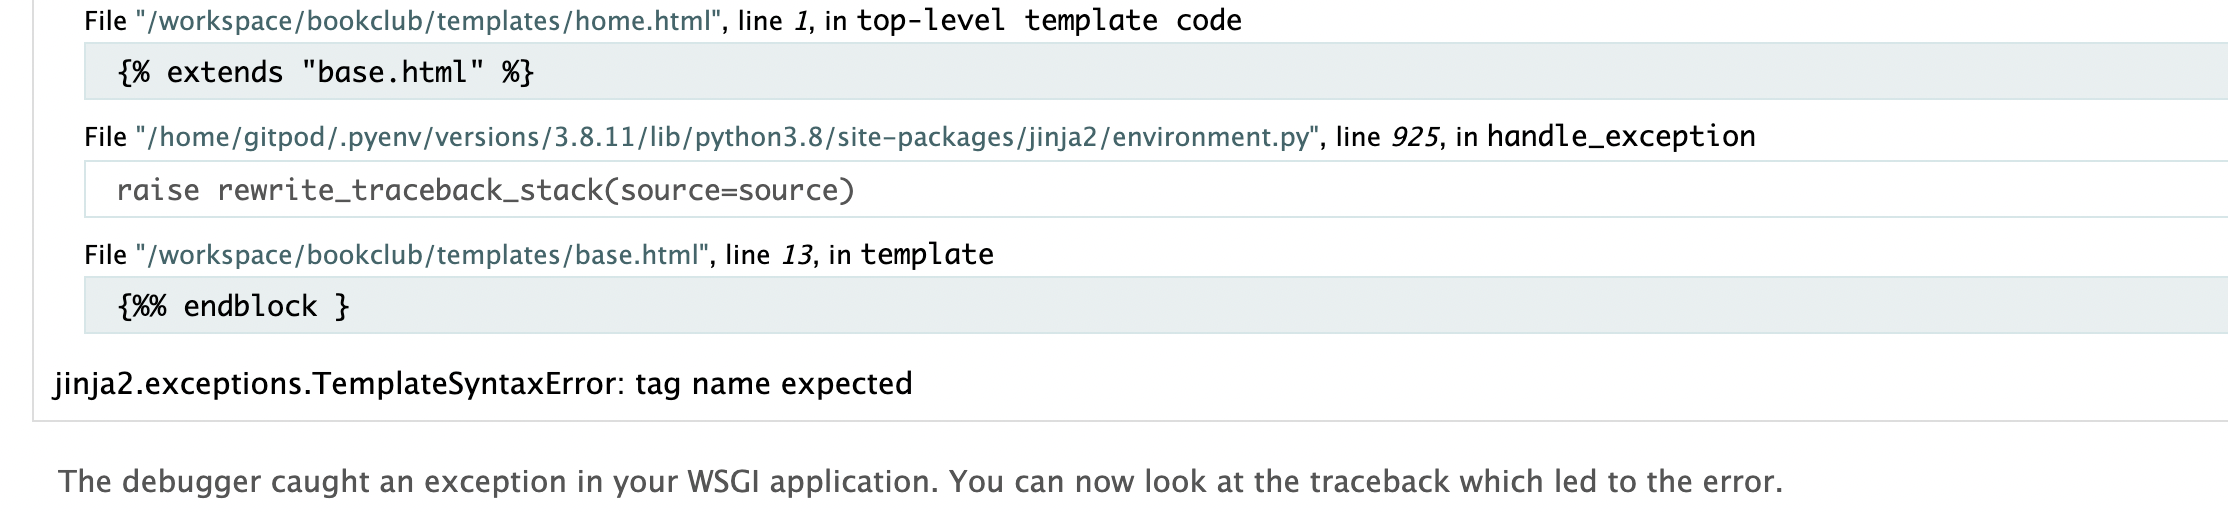 File "/workspace/bookclub/templates/home.html", line 1, in top-level template code
{% extends "base.html" %}
File "/home/gitpod/.pyenv/versions/3.8.11/lib/python3.8/site-packages/jinja2/environment.py", line 925, in handle_exception
raise rewrite_traceback_stack(source=source)
File "/workspace/bookclub/templates/base.html", line 13, in template
{%% endblock }
jinja2.exceptions.TemplateSyntaxError: tag name expected
The debugger caught an exception in your WSGI application. You can now look at the traceback which led to the error.